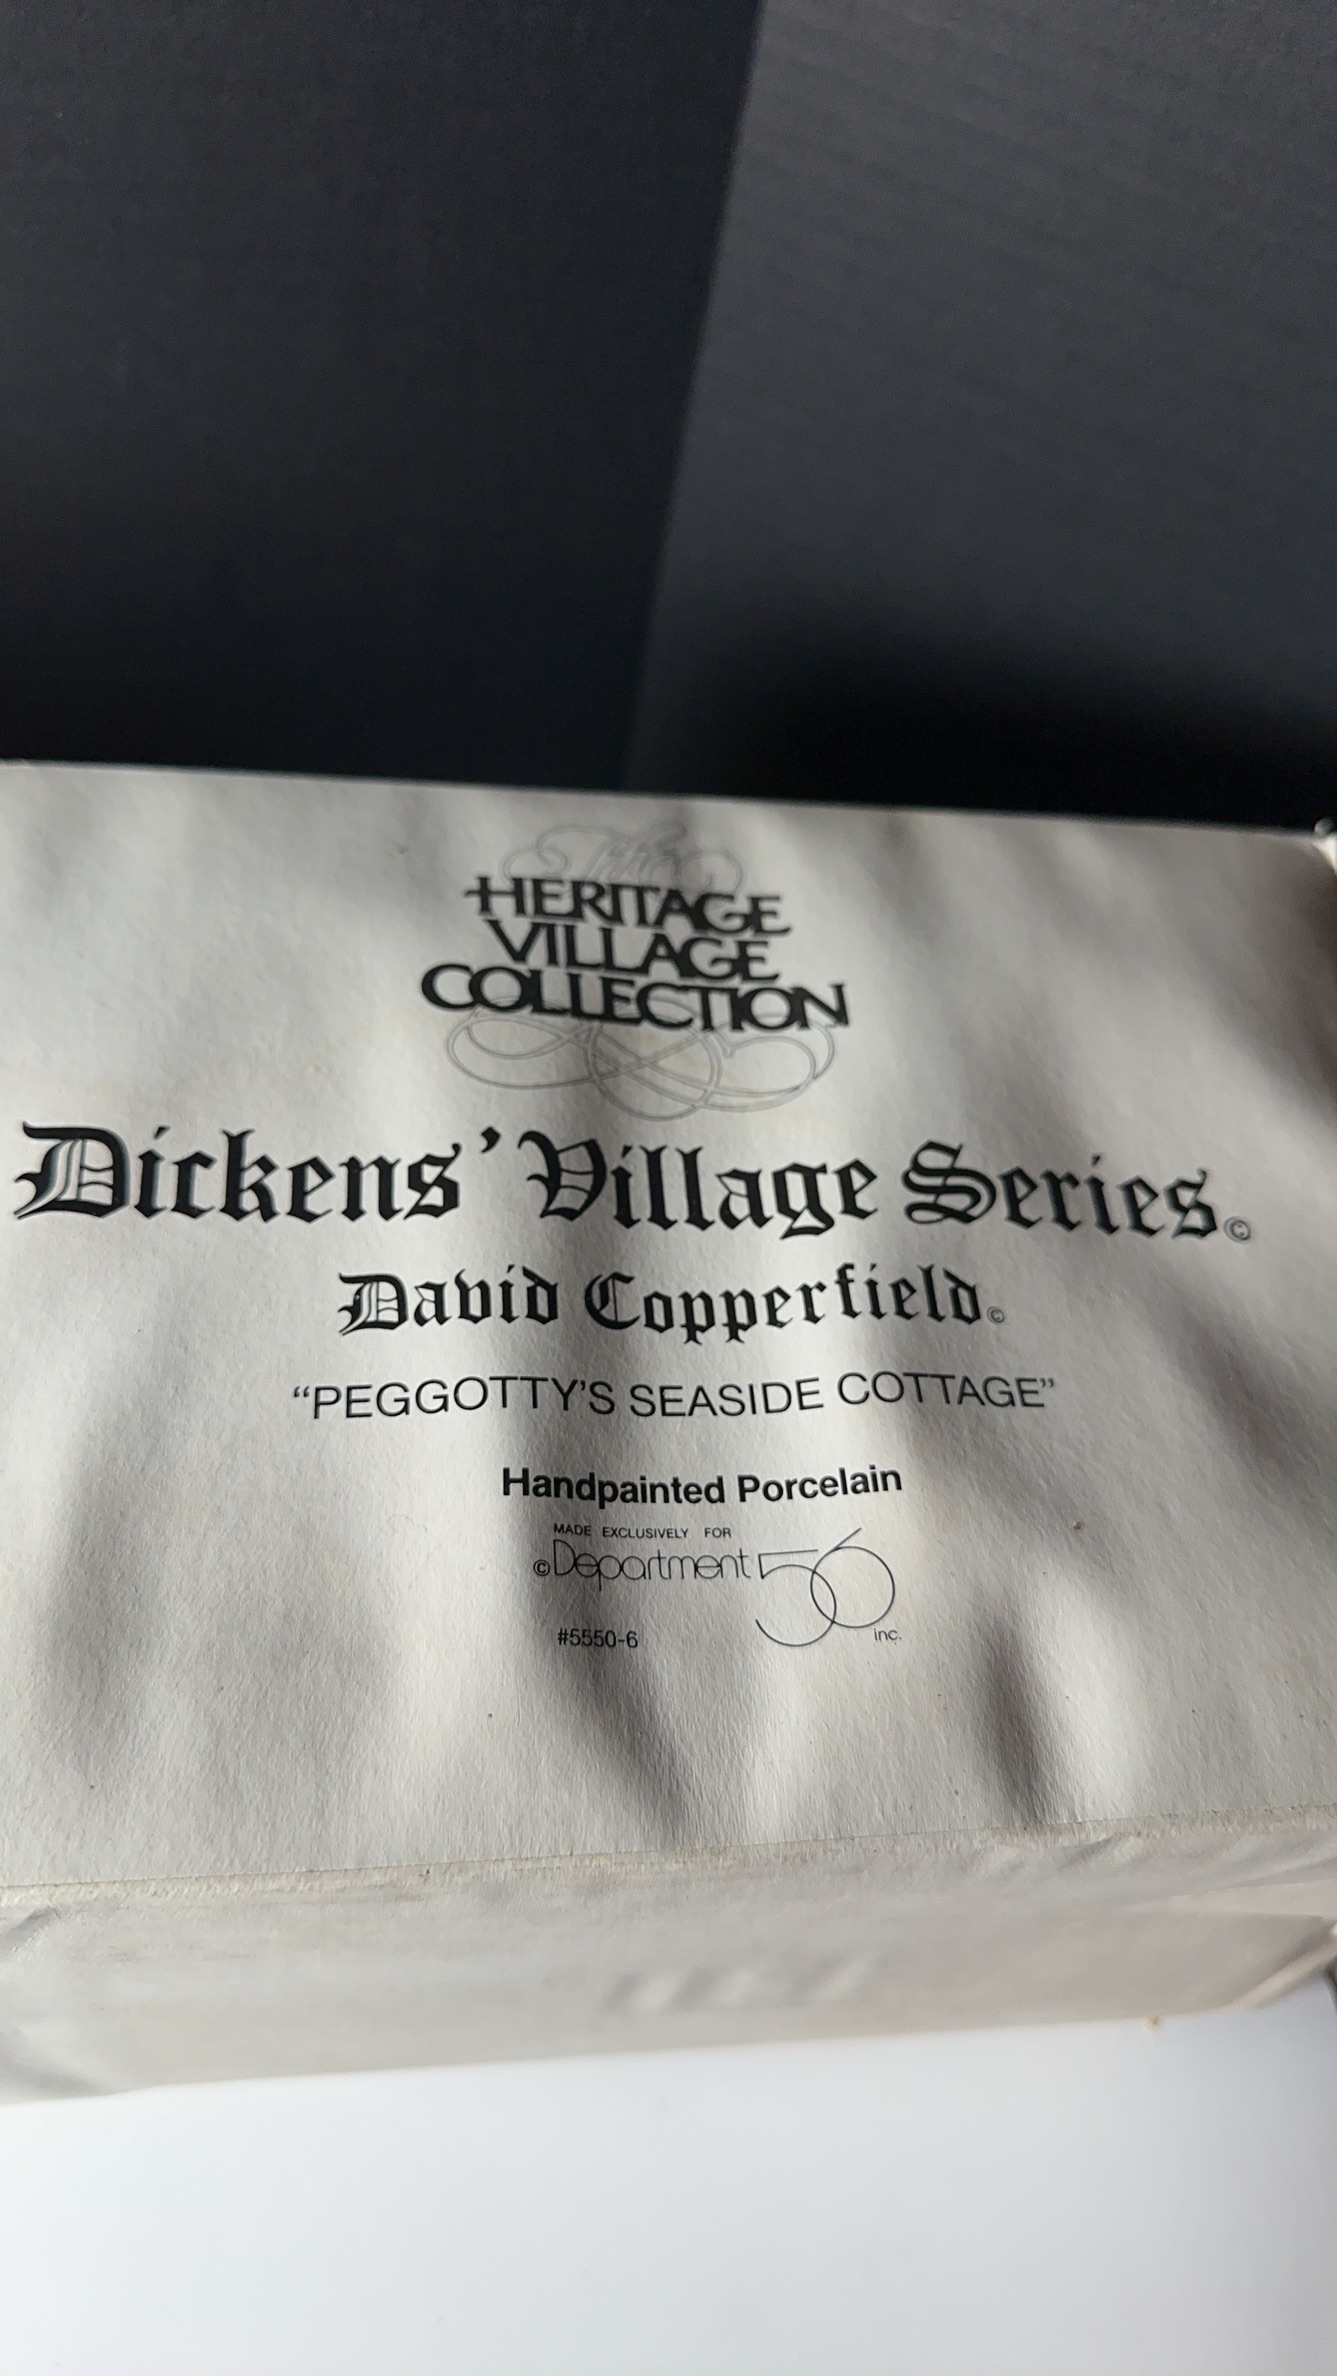 The
HERITAGE
VILLAGE
COLLECTION
Dickens' Village Series©
David Copperfield©
“PEGGOTTY'S SEASIDE COTTAGE”
Handpainted Porcelain
MADE EXCLUSIVELY FOR
©Department 56
#5550-6 inc.